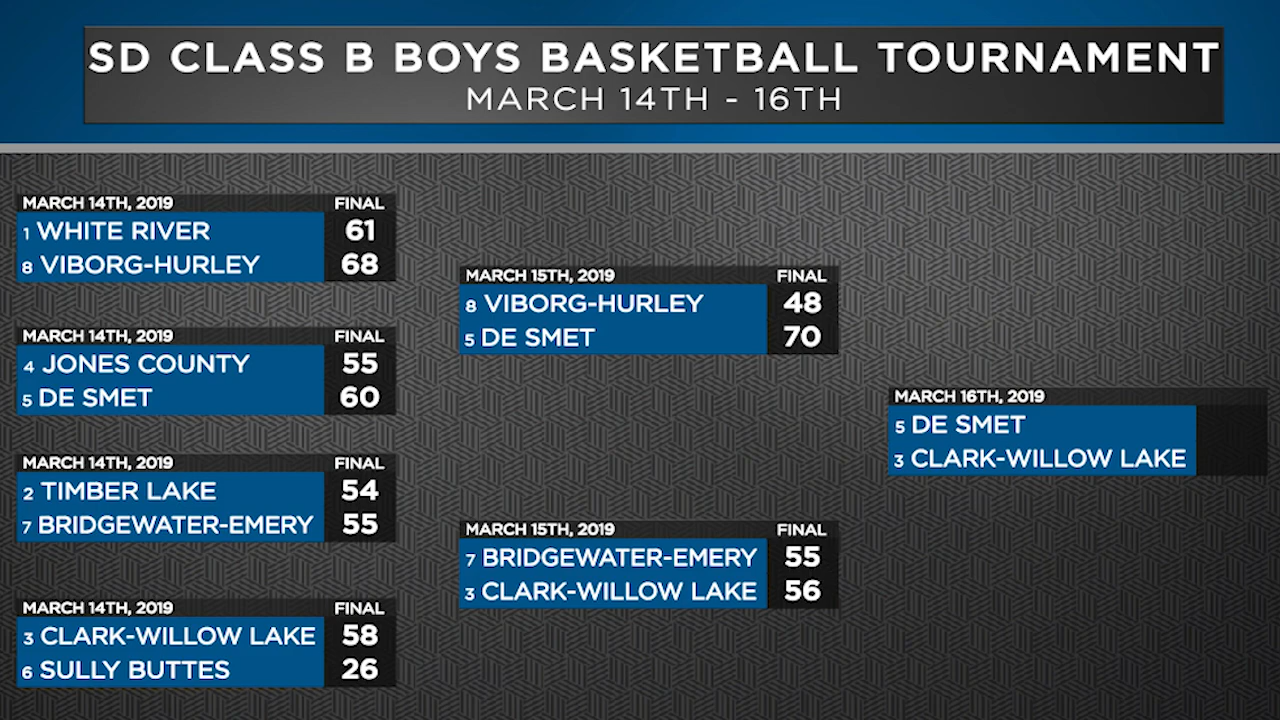 SD CLASS B BOYS BASKETBALL TOURNAMENT
MARCH 14TH - 16TH
MARCH 14TH, 2019 FINAL
1 WHITE RIVER 61
8 VIBORG-HURLEY 68
MARCH 14TH, 2019 FINAL
4 JONES COUNTY 55
5 DE SMET 60
MARCH 14TH, 2019 FINAL
2 TIMBER LAKE 54
7 BRIDGEWATER-EMERY 55
MARCH 14TH, 2019 FINAL
3 CLARK-WILLOW LAKE 58
6 SULLY BUTTES 26
MARCH 15TH, 2019 FINAL
8 VIBORG-HURLEY 48
5 DE SMET 70
MARCH 15TH, 2019 FINAL
7 BRIDGEWATER-EMERY 55
3 CLARK-WILLOW LAKE 56
MARCH 16TH, 2019
5 DE SMET
3 CLARK-WILLOW LAKE